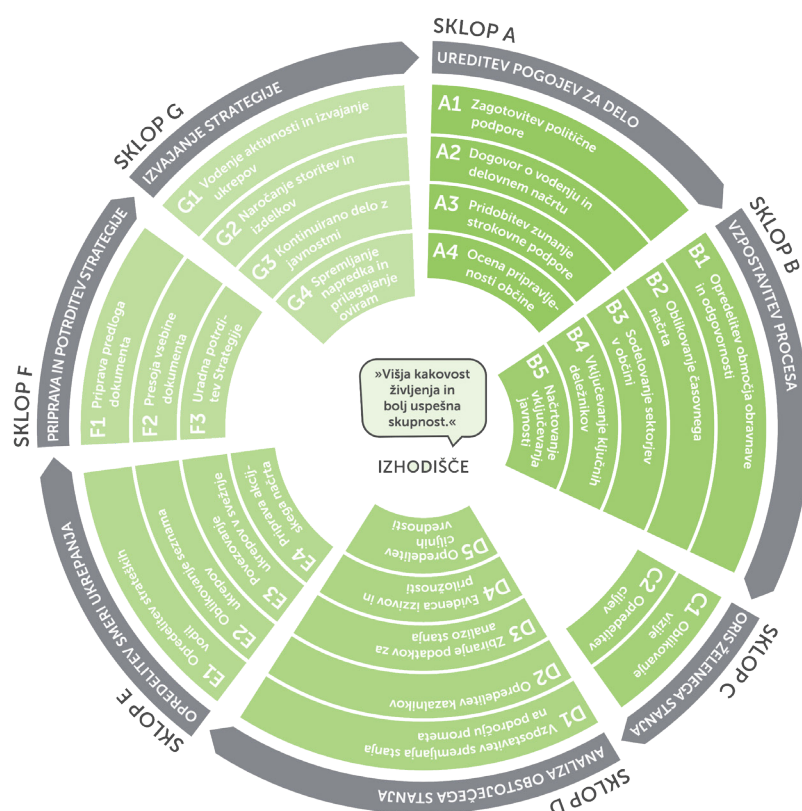 SKLOP A
UREDITEV POGOJEV ZA DELO
A1 Zagotovitev politične
podpore
A2 Dogovor o vodenju in
delovnem načrtu
A3 Pridobitev zunanje
strokovne podpore
A4 Ocena pripravlje-
nosti občine
SKLOP B
VZPOSTAVITEV PROCESA
B1 Opredelitev območja obravnave
in odgovornosti
B2 Oblikovanje časovnega
načrta
B3 Sodelovanje sektorjev
v občini
B4 Vključevanje ključnih
deležnikov
B5 Načrtovanje
vključevanja
javnosti
SKLOP C
ORIS ŽELENEGA STANJA
C1 Oblikovanje
vizije
C2 Opredelitev
ciljev
SKLOP D
ANALIZA OBSTOJEČEGA STANJA
D1 Vzpostavitev spremljanja stanja
na področju prometa
D2 Opredelitev kazalnikov
D3 Zbiranje podatkov za
analizo stanja
D4 Evidenca izzivov in
priložnosti
D5 Opredelitev
ciljnih
vrednosti
SKLOP E
OPREDELITEV SMERI UKREPANJA
E1 Opredelitev strateških
vodil
E2 Oblikovanje seznama
ukrepov
E3 Povezovanje
ukrepov v svežnje
E4 Priprava akcij-
skega načrta
SKLOP F
PRIPRAVA IN POTRDITEV STRATEGIJE
F1 Priprava predloga
dokumenta
F2 Presoja vsebine
dokumenta
F3 Uradna potrdi-
tev Strategije
SKLOP G
IZVAJANJE STRATEGIJE
G1 Vodenje aktivnosti in izvajanje
ukrepov
G2 Naročanje storitev in
izdelkov
G3 Kontinuirano delo z
javnostmi
G4 Spremljanje
napredka in
prilagajanje
oviram
»Višja kakovost
življenja in
bolj uspešna
skupnost.«
IZHODIŠČE